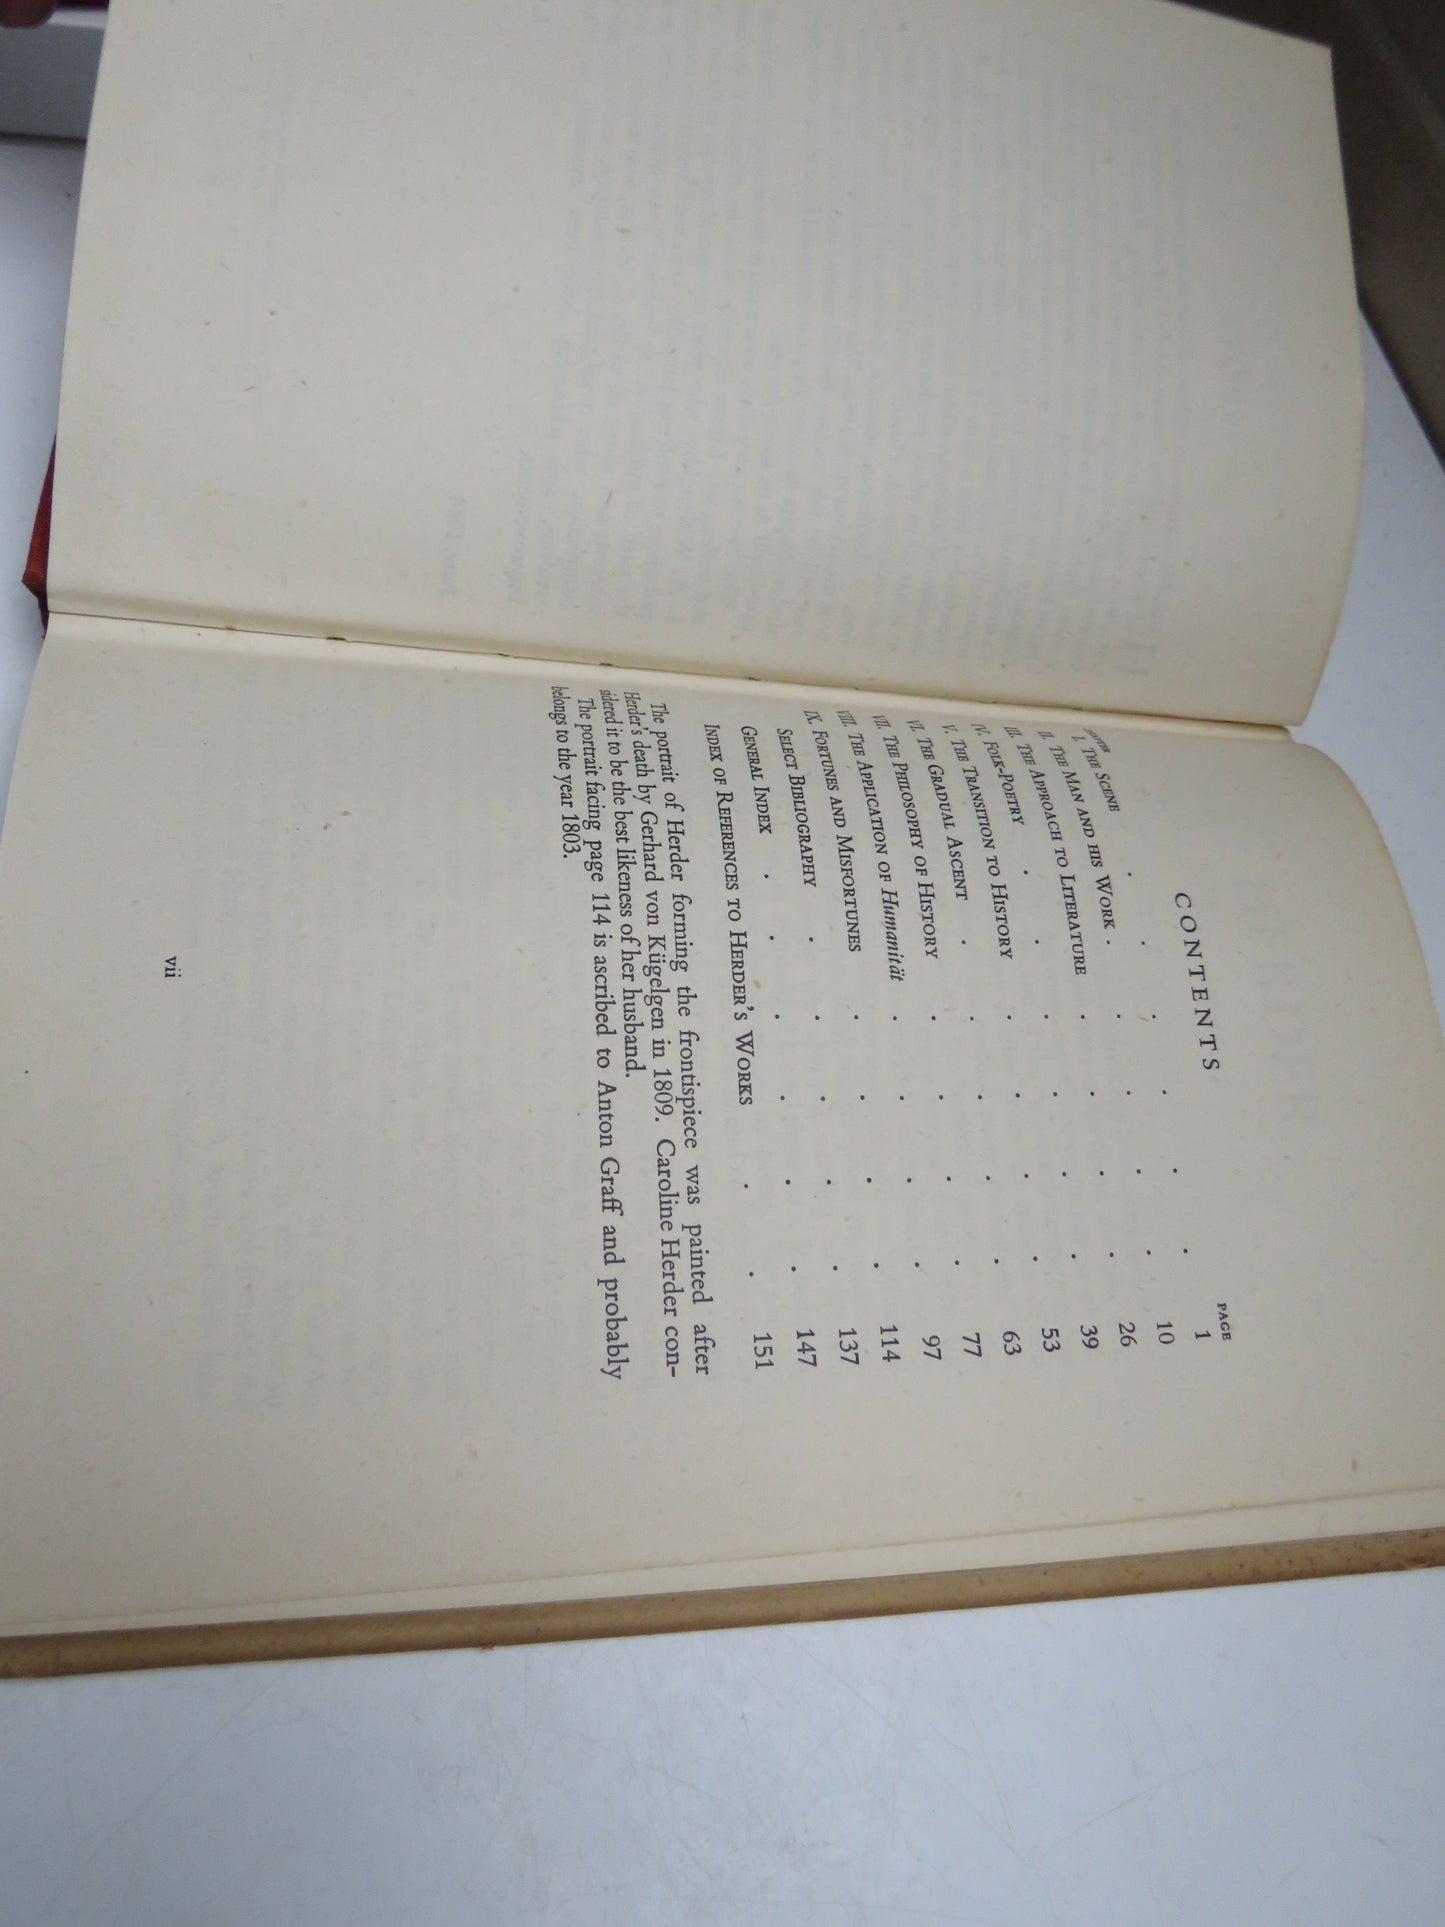 CONTENTS
CHAPTER PAGE
I. THE SCENE . . . . . . 1
II. THE MAN AND HIS WORK . . . . . 10
III. THE APPROACH TO LITERATURE . . . . 26
IV. FOLK-POETRY . . . . . . 39
V. THE TRANSITION TO HISTORY . . . . 53
VI. THE GRADUAL ASCENT . . . . . 63
VII. THE PHILOSOPHY OF HISTORY . . . . 77
VIII. THE APPLICATION OF Humanität . . . . 97
IX. FORTUNES AND MISFORTUNES . . . . 114
SELECT BIBLIOGRAPHY . . . . . 137
GENERAL INDEX . . . . . . 147
INDEX OF REFERENCES TO HERDER'S WORKS . . 151
The portrait of Herder forming the frontispiece was painted after
Herder's death by Gerhard von Kügelgen in 1809. Caroline Herder con-
sidered it to be the best likeness of her husband.
The portrait facing page 114 is ascribed to Anton Graff and probably
belongs to the year 1803.
vii